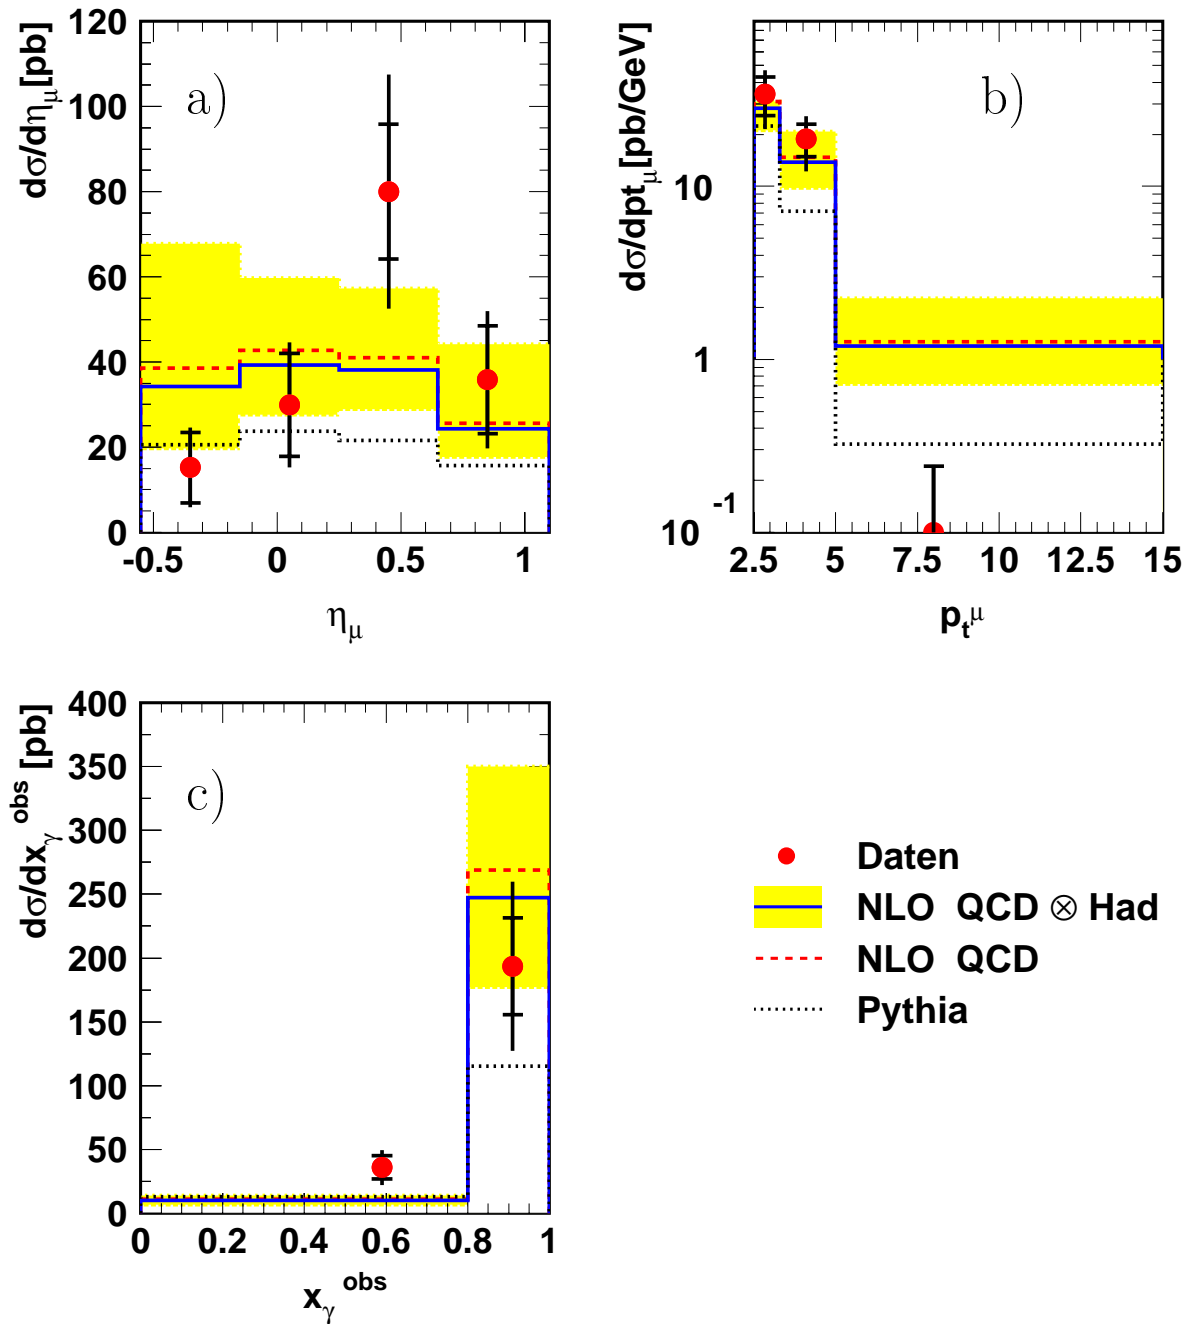 dσ/dη_μ[pb]
a)
120
100
80
60
40
20
0
-0.5 0 0.5 1
η_μ
dσ/dpt_μ[pb/GeV]
b)
10
1
10^-1
2.5 5 7.5 10 12.5 15
p_t^μ
dσ/dx_γ^obs [pb]
c)
400
350
300
250
200
150
100
50
0
0 0.2 0.4 0.6 0.8 1
x_γ^obs
Daten
NLO QCD ⊗ Had
NLO QCD
Pythia